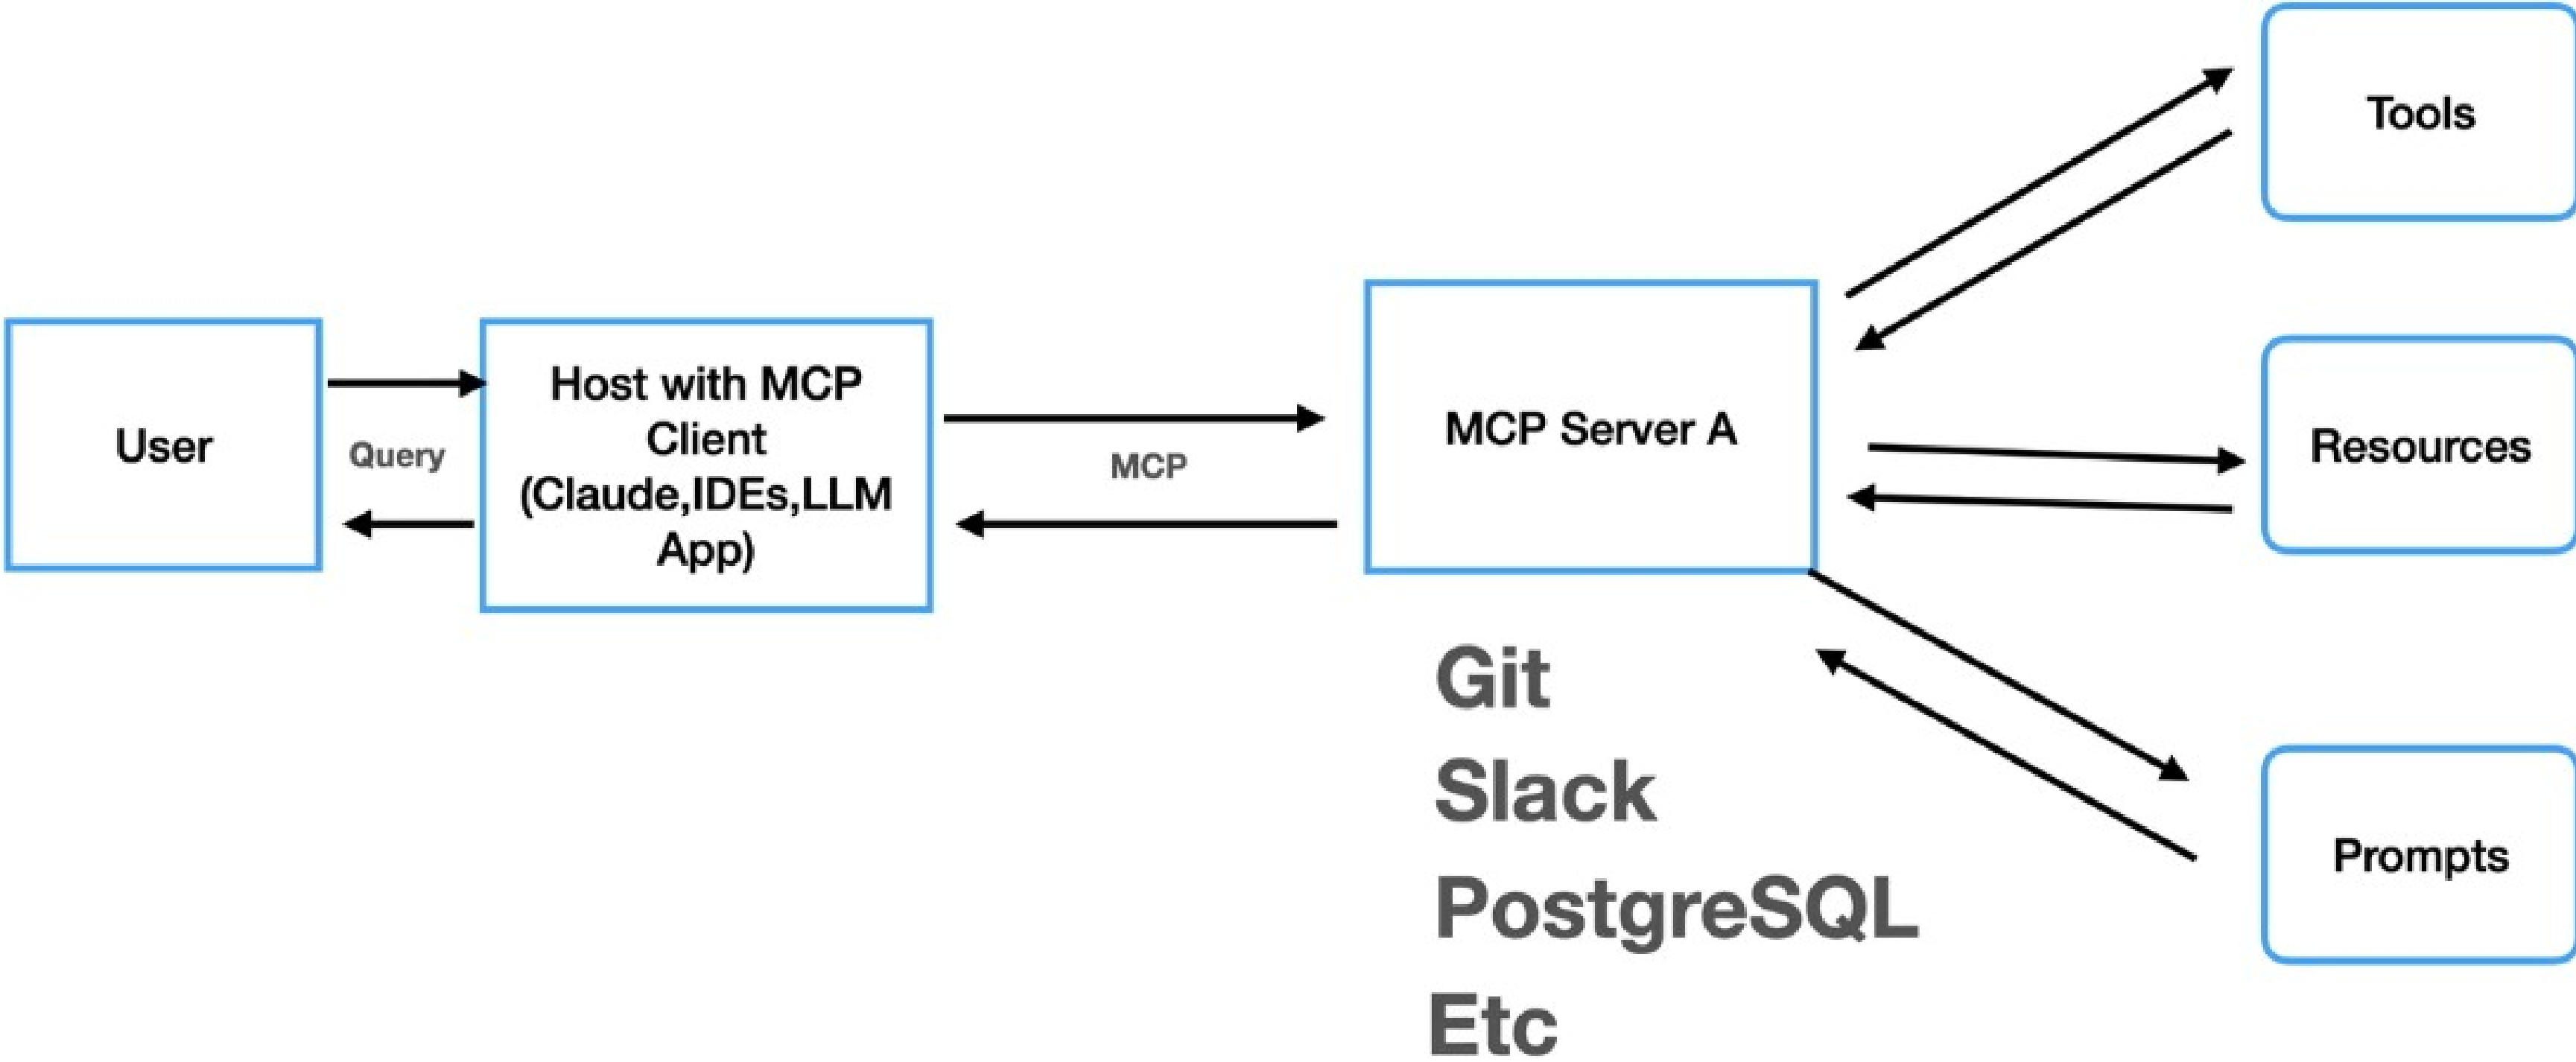 Tools
User
Query
Host with MCP
Client
(Claude,IDEs,LLM
App)
MCP
MCP Server A
Resources
Git
Slack
PostgreSQL
Etc
Prompts